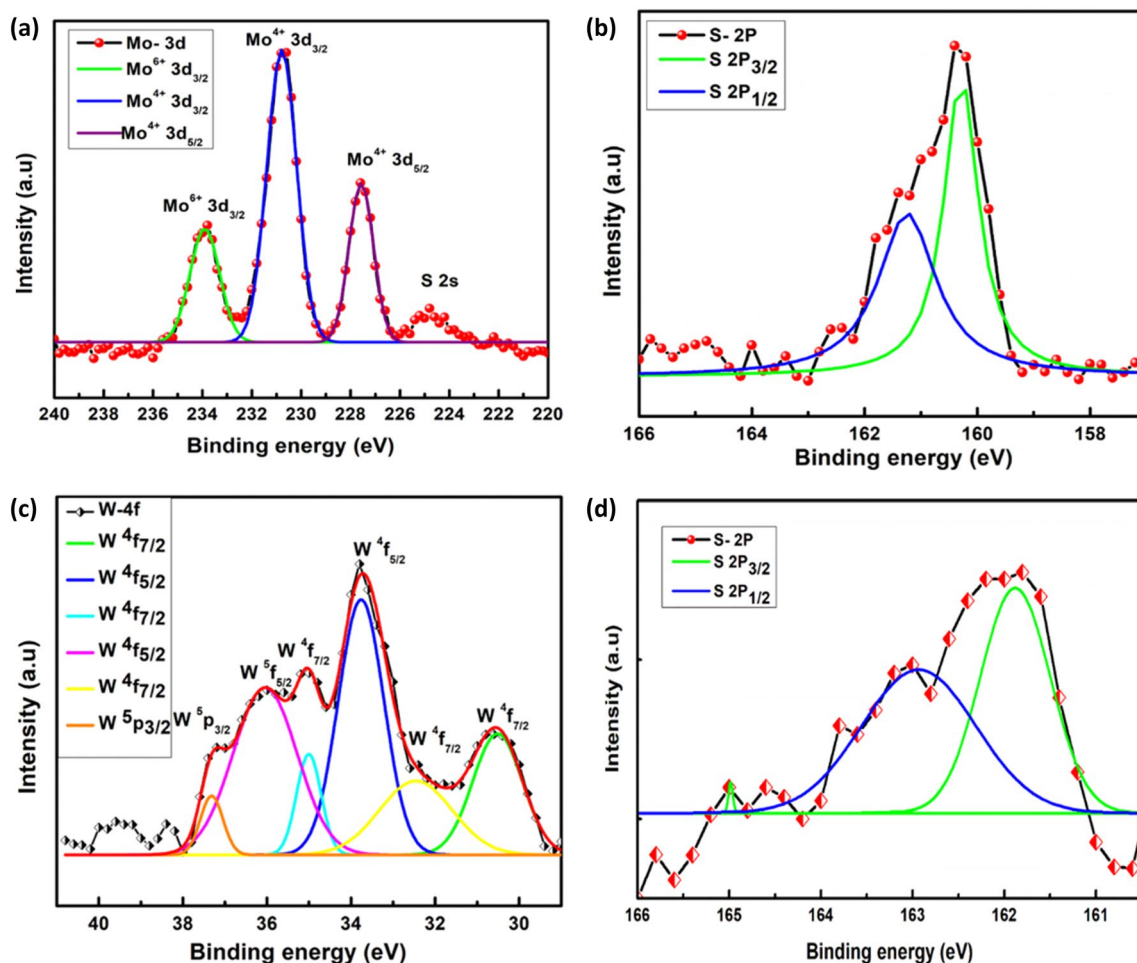 (a)
Mo- 3d
Mo⁶⁺ 3d₃/₂
Mo⁴⁺ 3d₃/₂
Mo⁴⁺ 3d₅/₂
Mo⁴⁺ 3d₃/₂
Mo⁶⁺ 3d₃/₂
Mo⁴⁺ 3d₅/₂
S 2s
Intensity (a.u)
240 238 236 234 232 230 228 227 225 224 222 220
Binding energy (eV)
(b)
S- 2P
S 2P₃/₂
S 2P₁/₂
Intensity (a.u)
166 164 162 160 158
Binding energy (eV)
(c)
W-4f
W ⁴f₇/₂
W ⁴f₅/₂
W ⁴f₇/₂
W ⁴f₅/₂
W ⁴f₇/₂
W ⁵p₃/₂
W ⁴f₅/₂
W ⁴f₇/₂
W ⁵f₅/₂
W ⁵p₃/₂
W ⁴f₇/₂
W ⁴f₇/₂
Intensity (a.u)
40 38 36 34 32 30
Binding energy (eV)
(d)
S- 2P
S 2P₃/₂
S 2P₁/₂
Intensity (a.u)
166 165 164 163 162 161
Binding energy (eV)